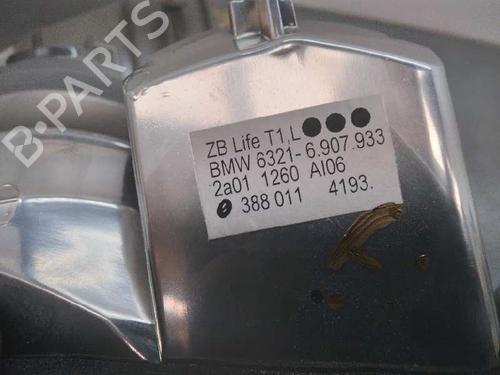 B-PARTS
ZB Life T1,L
BMW 6321- 6.907.933
2a01 1260 AI06
388 011 4193.